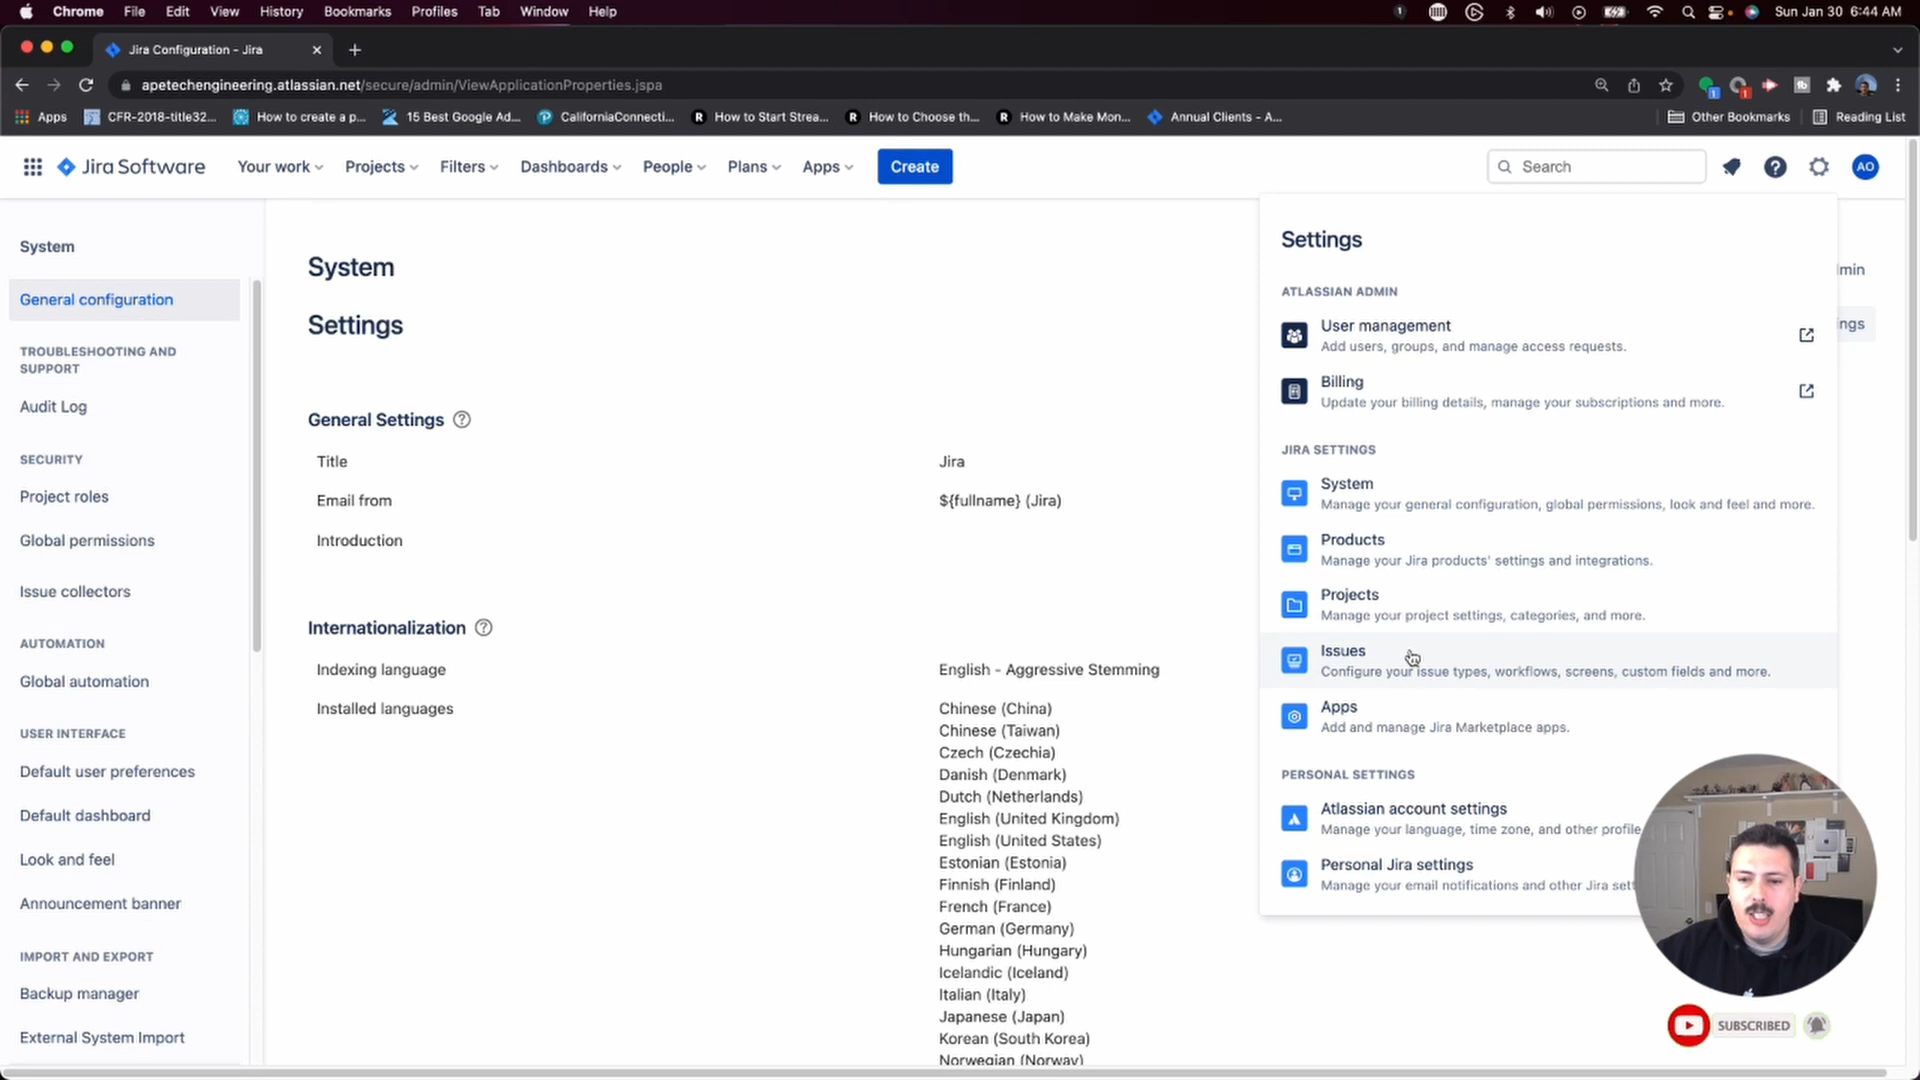 Chrome File Edit View History Bookmarks Profiles Tab Window Help
Sun Jan 30 6:44 AM
Jira Configuration - Jira
apetechengineering.atlassian.net/secure/admin/ViewApplicationProperties.jspa
Apps CFR-2018-title32... How to create a p... 15 Best Google Ad... CaliforniaConnecti... How to Start Strea... How to Choose th... How to Make Mon... Annual Clients - A... Other Bookmarks Reading List
Jira Software Your work Projects Filters Dashboards People Plans Apps Create Search AO
System
General configuration
TROUBLESHOOTING AND
SUPPORT
Audit Log
SECURITY
Project roles
Global permissions
Issue collectors
AUTOMATION
Global automation
USER INTERFACE
Default user preferences
Default dashboard
Look and feel
Announcement banner
IMPORT AND EXPORT
Backup manager
External System Import
System
Settings
General Settings
Title Jira
Email from ${fullname} (Jira)
Introduction
Internationalization
Indexing language English - Aggressive Stemming
Installed languages Chinese (China)
Chinese (Taiwan)
Czech (Czechia)
Danish (Denmark)
Dutch (Netherlands)
English (United Kingdom)
English (United States)
Estonian (Estonia)
Finnish (Finland)
French (France)
German (Germany)
Hungarian (Hungary)
Icelandic (Iceland)
Italian (Italy)
Japanese (Japan)
Korean (South Korea)
Norwegian (Norway)
Settings
ATLASSIAN ADMIN
User management
Add users, groups, and manage access requests.
Billing
Update your billing details, manage your subscriptions and more.
JIRA SETTINGS
System
Manage your general configuration, global permissions, look and feel and more.
Products
Manage your Jira products' settings and integrations.
Projects
Manage your project settings, categories, and more.
Issues
Configure your issue types, workflows, screens, custom fields and more.
Apps
Add and manage Jira Marketplace apps.
PERSONAL SETTINGS
Atlassian account settings
Manage your language, time zone, and other profile
Personal Jira settings
Manage your email notifications and other Jira sett
min
ngs
SUBSCRIBED